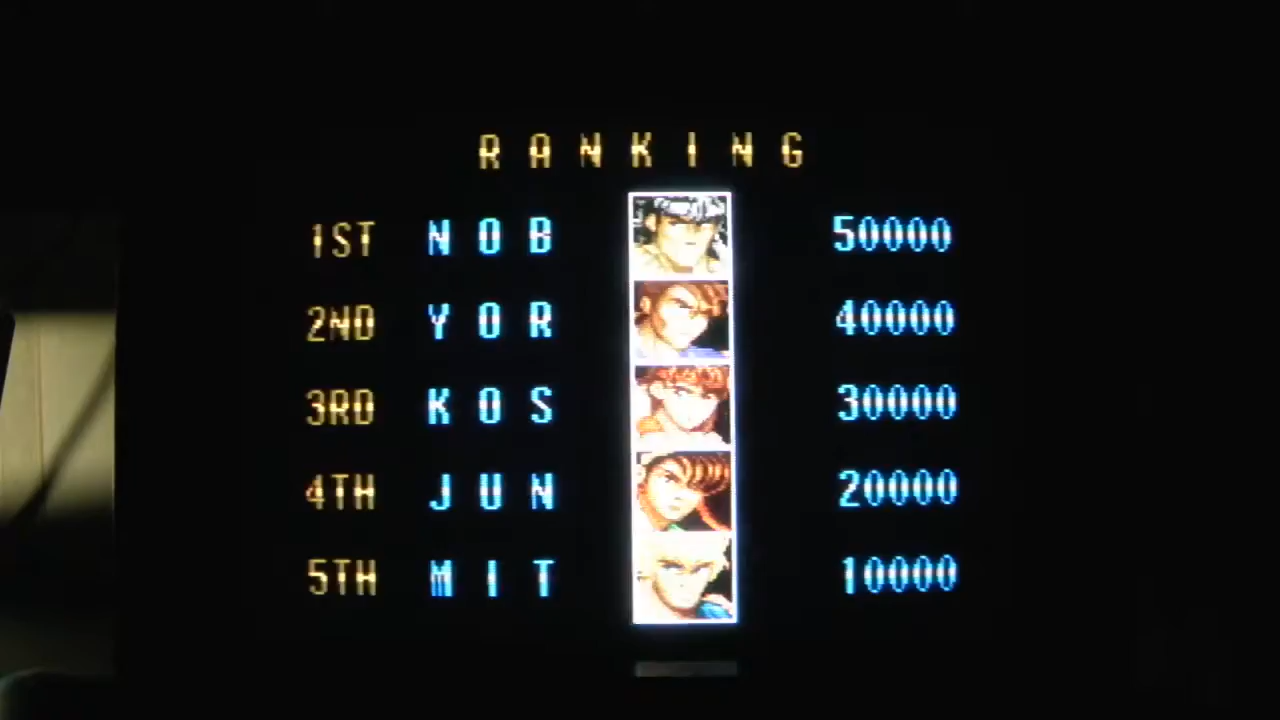 RANKING
1ST NOB 50000
2ND YOR 40000
3RD KOS 30000
4TH JUN 20000
5TH MIT 10000